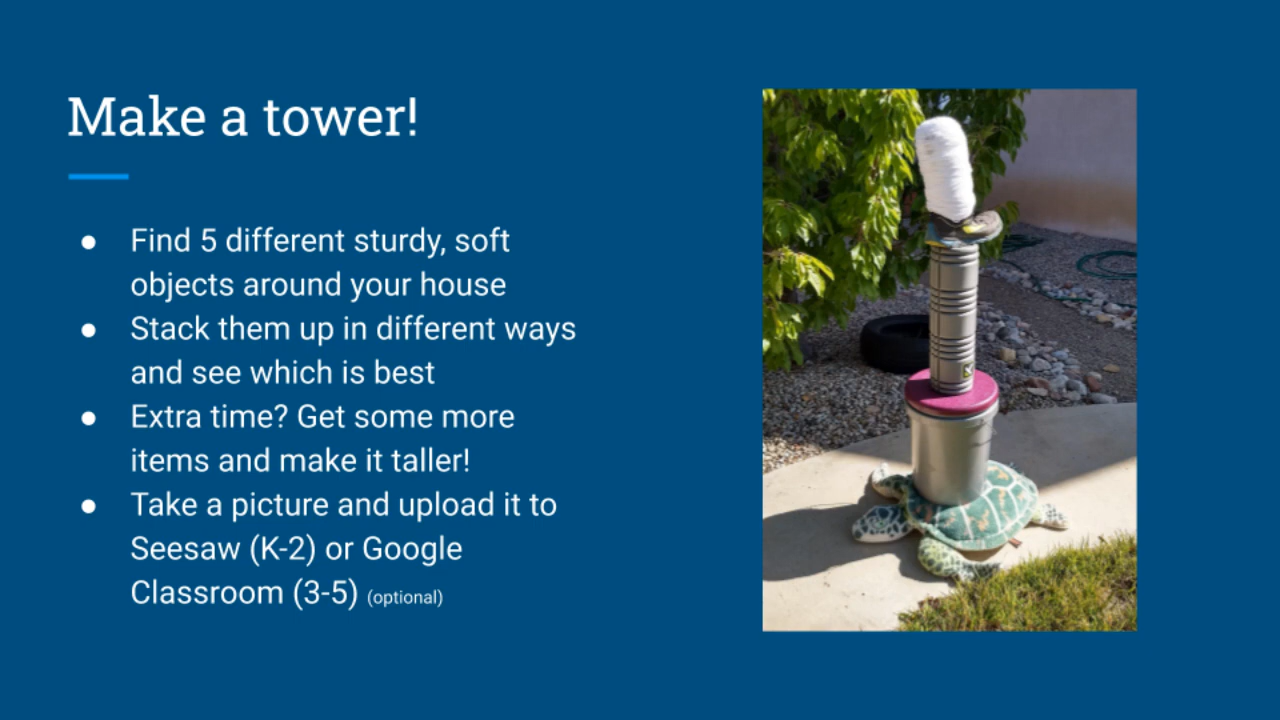 Make a tower!
● Find 5 different sturdy, soft
objects around your house
● Stack them up in different ways
and see which is best
● Extra time? Get some more
items and make it taller!
● Take a picture and upload it to
Seesaw (K-2) or Google
Classroom (3-5) (optional)